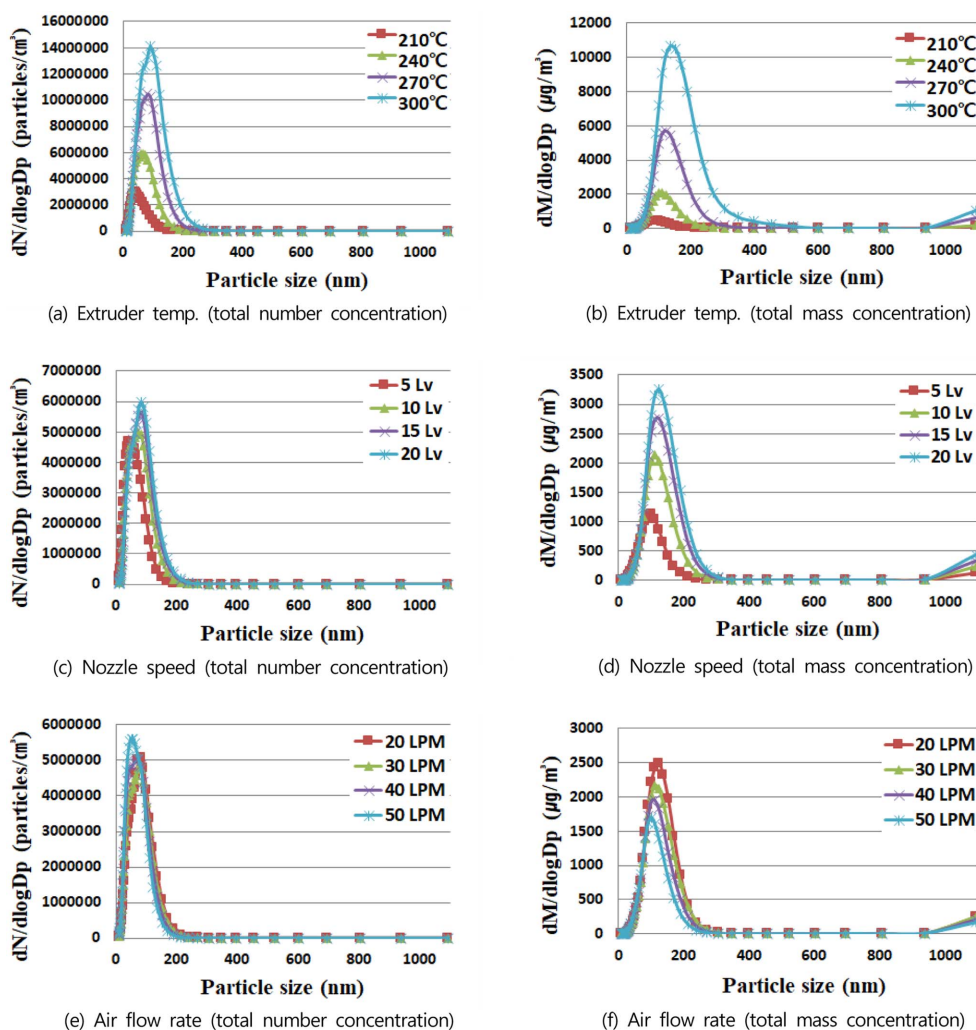 dN/dlogDp (particles/㎤)
16000000
14000000
12000000
10000000
8000000
6000000
4000000
2000000
0
0 200 400 600 800 1000
Particle size (nm)
210℃
240℃
270℃
300℃
(a) Extruder temp. (total number concentration)
dM/dlogDp (㎍/㎥)
12000
10000
8000
6000
4000
2000
0
0 200 400 600 800 1000
Particle size (nm)
210℃
240℃
270℃
300℃
(b) Extruder temp. (total mass concentration)
dN/dlogDp (particles/㎤)
7000000
6000000
5000000
4000000
3000000
2000000
1000000
0
0 200 400 600 800 1000
Particle size (nm)
5 Lv
10 Lv
15 Lv
20 Lv
(c) Nozzle speed (total number concentration)
dM/dlogDp (㎍/㎥)
3500
3000
2500
2000
1500
1000
500
0
0 200 400 600 800 1000
Particle size (nm)
5 Lv
10 Lv
15 Lv
20 Lv
(d) Nozzle speed (total mass concentration)
dN/dlogDp (particles/㎤)
6000000
5000000
4000000
3000000
2000000
1000000
0
0 200 400 600 800 1000
Particle size (nm)
20 LPM
30 LPM
40 LPM
50 LPM
(e) Air flow rate (total number concentration)
dM/dlogDp (㎍/㎥)
3000
2500
2000
1500
1000
500
0
0 200 400 600 800 1000
Particle size (nm)
20 LPM
30 LPM
40 LPM
50 LPM
(f) Air flow rate (total mass concentration)